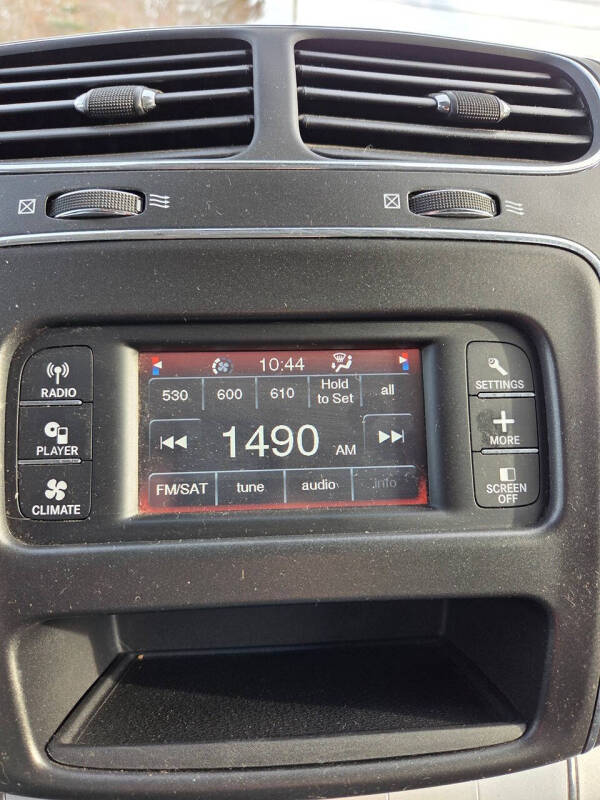 10:44
530 600 610 Hold to Set all
1490 AM
FM/SAT tune audio info
RADIO
PLAYER
CLIMATE
SETTINGS
MORE
SCREEN
OFF